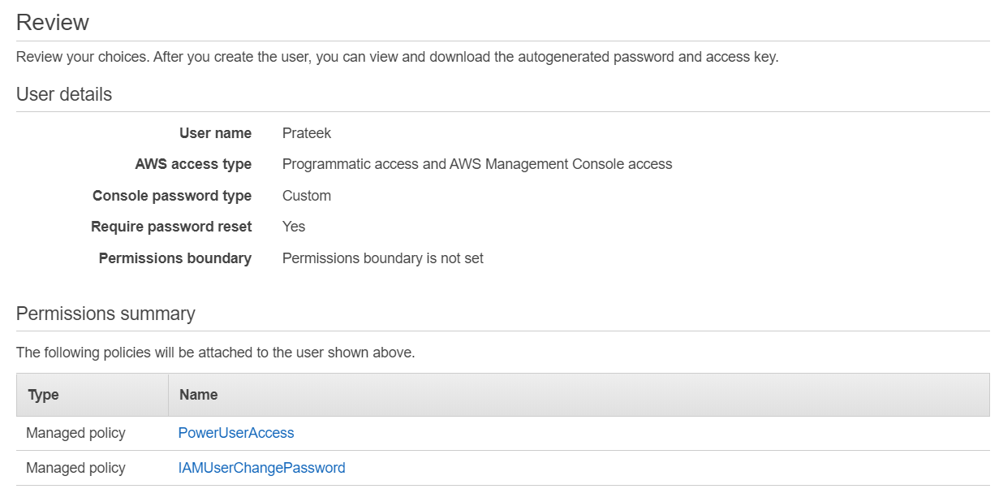 Review
Review your choices. After you create the user, you can view and download the autogenerated password and access key.
User details
User name Prateek
AWS access type Programmatic access and AWS Management Console access
Console password type Custom
Require password reset Yes
Permissions boundary Permissions boundary is not set
Permissions summary
The following policies will be attached to the user shown above.
Type Name
Managed policy PowerUserAccess
Managed policy IAMUserChangePassword